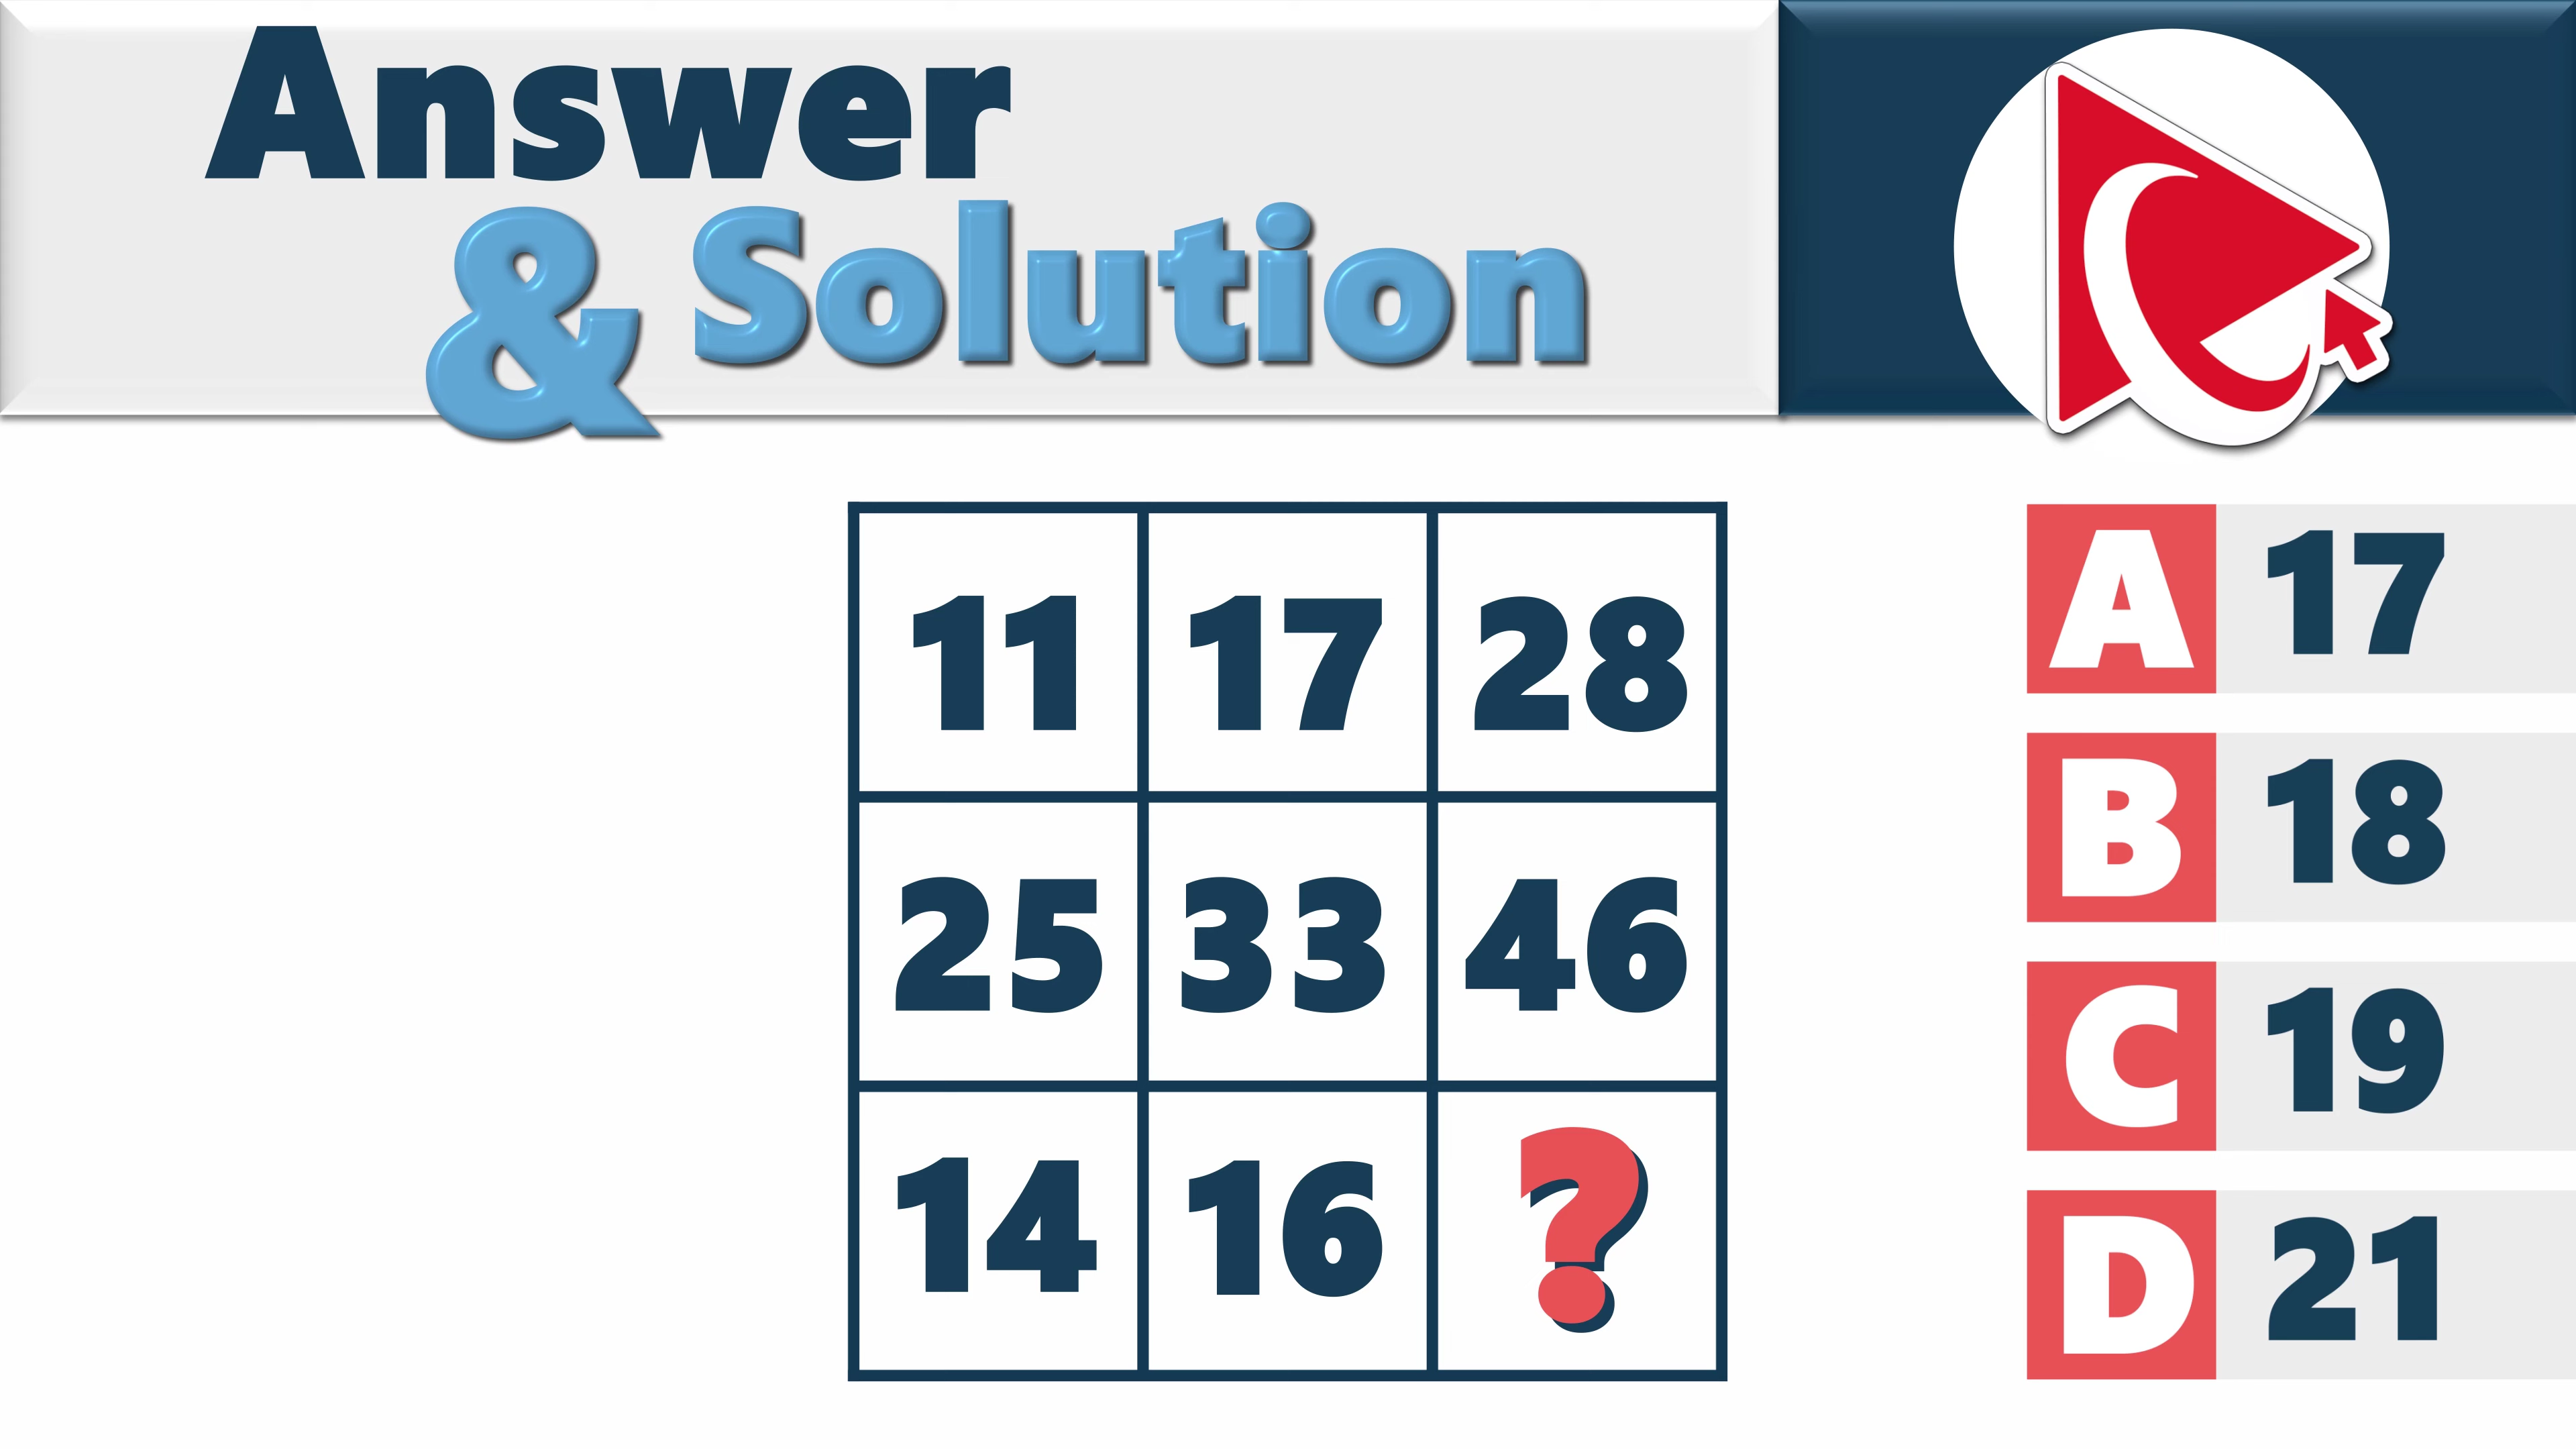 Answer
& Solution
11 17 28
25 33 46
14 16 ?
A 17
B 18
C 19
D 21